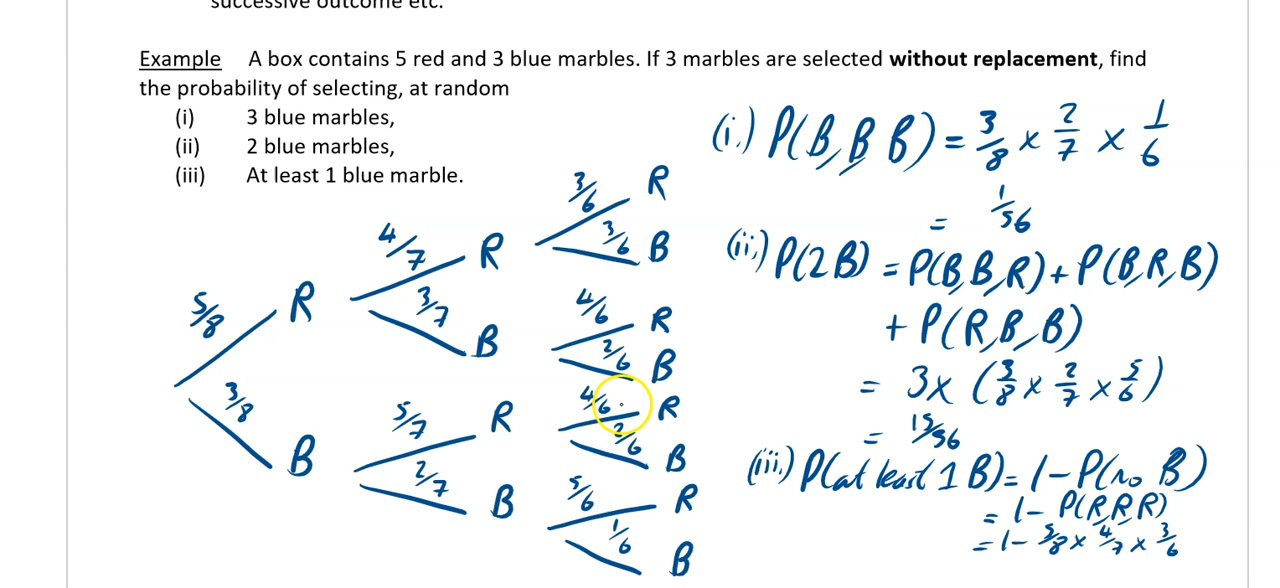 successive outcome etc.
Example A box contains 5 red and 3 blue marbles. If 3 marbles are selected without replacement, find
the probability of selecting, at random
(i) 3 blue marbles,
(ii) 2 blue marbles,
(iii) At least 1 blue marble.
5/8 R
3/8 B
4/7 R
3/7 B
5/7 R
2/7 B
3/6 R
3/6 B
4/6 R
2/6 B
4/6 R
2/6 B
5/6 R
1/6 B
(i.) P(B, B, B) = 3/8 × 2/7 × 1/6
= 1/56
(ii.) P(2B) = P(B,B,R) + P(B,R,B)
+ P(R,B,B)
= 3× (3/8 × 2/7 × 5/6)
= 15/56
(iii.) P(at least 1 B) = 1 - P(no B)
= 1 - P(R,R,R)
= 1 - 5/8 × 4/7 × 3/6